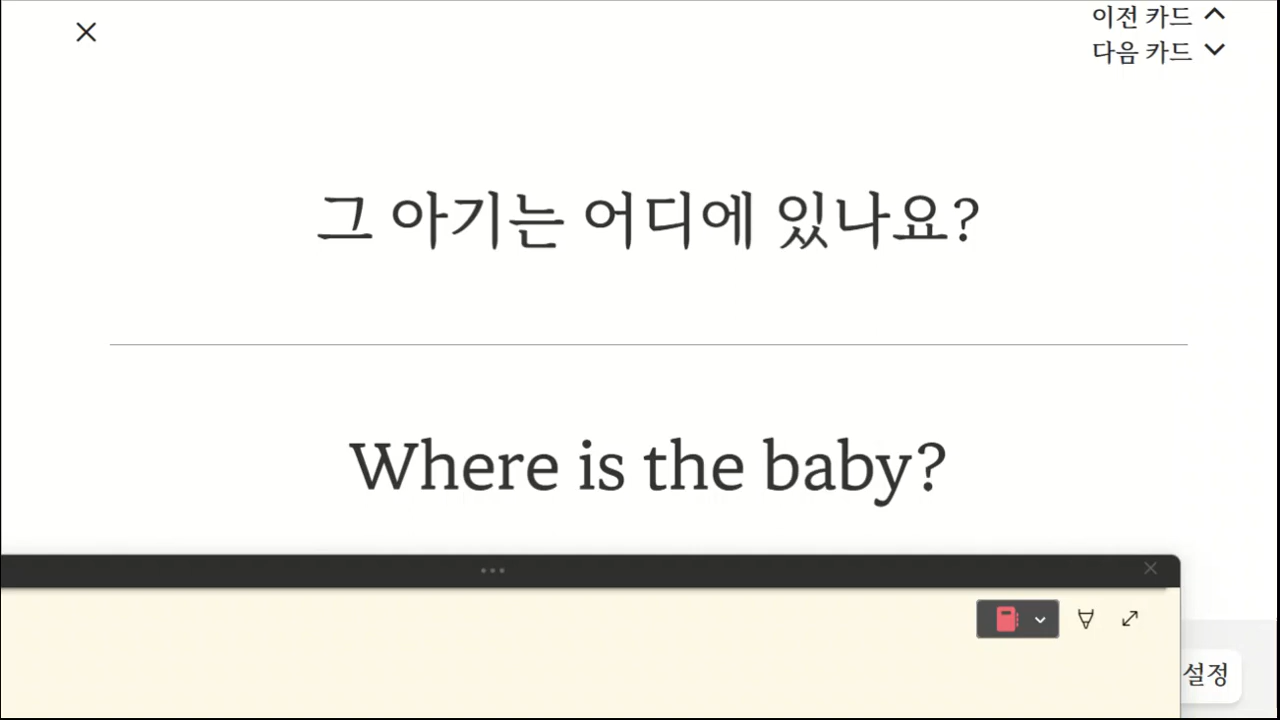 이전 카드
다음 카드
그 아기는 어디에 있나요?
Where is the baby?
설정